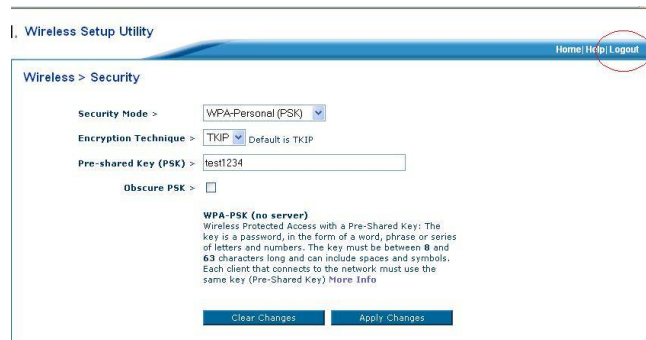 Wireless Setup Utility
Home| Help| Logout
Wireless > Security
Security Mode > WPA-Personal (PSK)
Encryption Technique > TKIP Default is TKIP
Pre-shared Key (PSK) > test1234
Obscure PSK >
WPA-PSK (no server)
Wireless Protected Access with a Pre-Shared Key: The
key is a password, in the form of a word, phrase or series
of letters and numbers. The key must be between 8 and
63 characters long and can include spaces and symbols.
Each client that connects to the network must use the
same key (Pre-Shared Key) More Info
Clear Changes Apply Changes